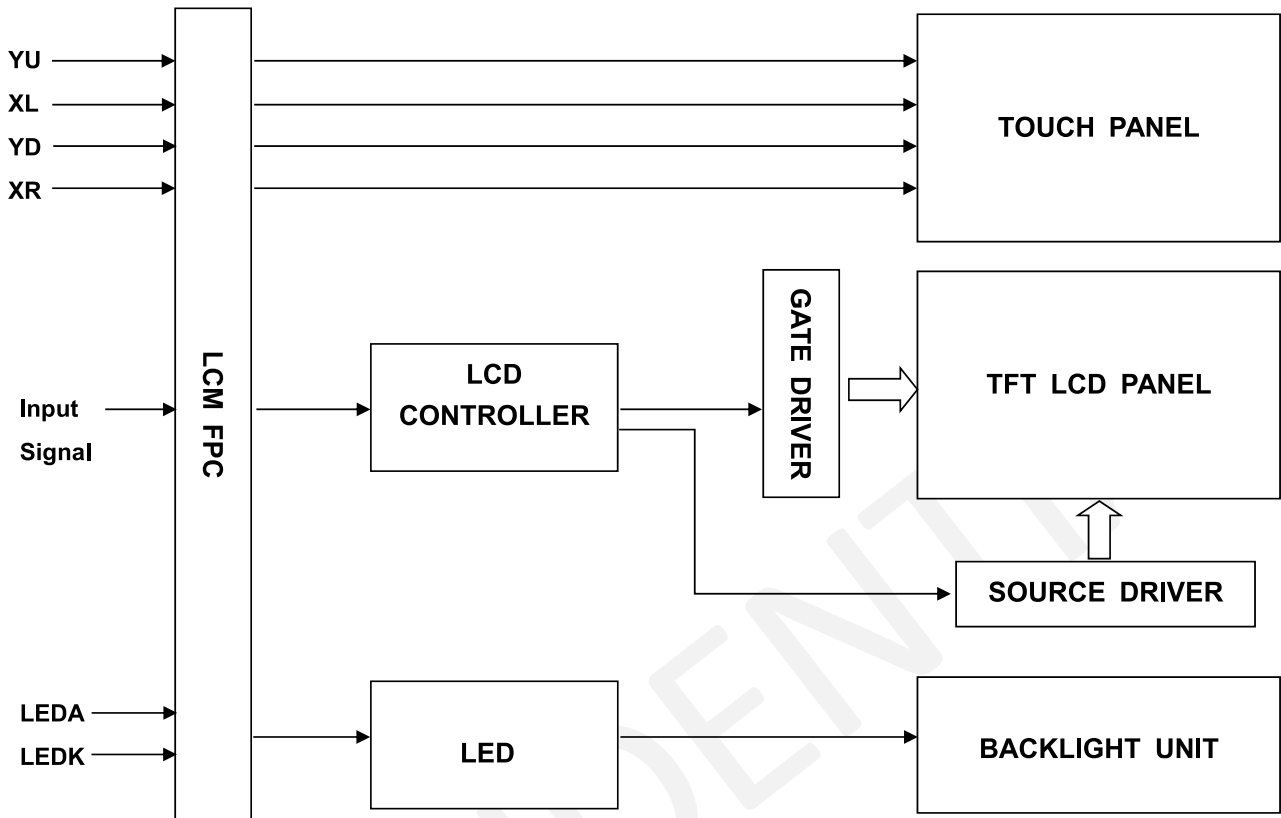 YU
XL
YD
XR
TOUCH PANEL
LCM FPC
Input
Signal
LCD
CONTROLLER
GATE DRIVER
TFT LCD PANEL
SOURCE DRIVER
LEDA
LEDK
LED
BACKLIGHT UNIT